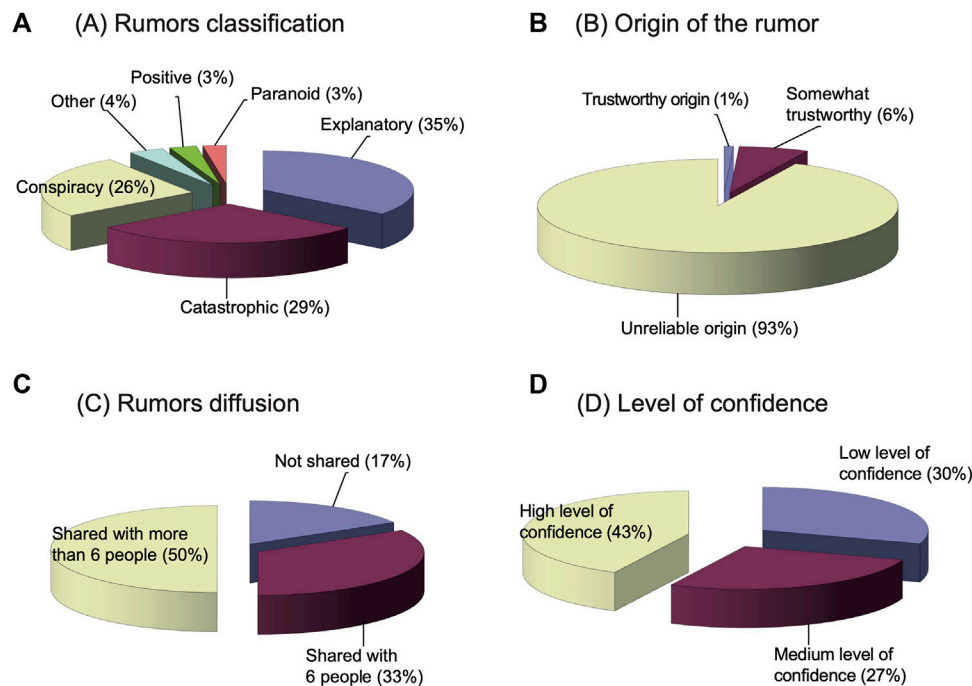 A (A) Rumors classification
Positive (3%)
Other (4%)
Paranoid (3%)
Explanatory (35%)
Conspiracy (26%)
Catastrophic (29%)
B (B) Origin of the rumor
Trustworthy origin (1%)
Somewhat
trustworthy (6%)
Unreliable origin (93%)
C (C) Rumors diffusion
Not shared (17%)
Shared with more
than 6 people (50%)
Shared with
6 people (33%)
D (D) Level of confidence
Low level of
confidence (30%)
High level of
confidence (43%)
Medium level of
confidence (27%)